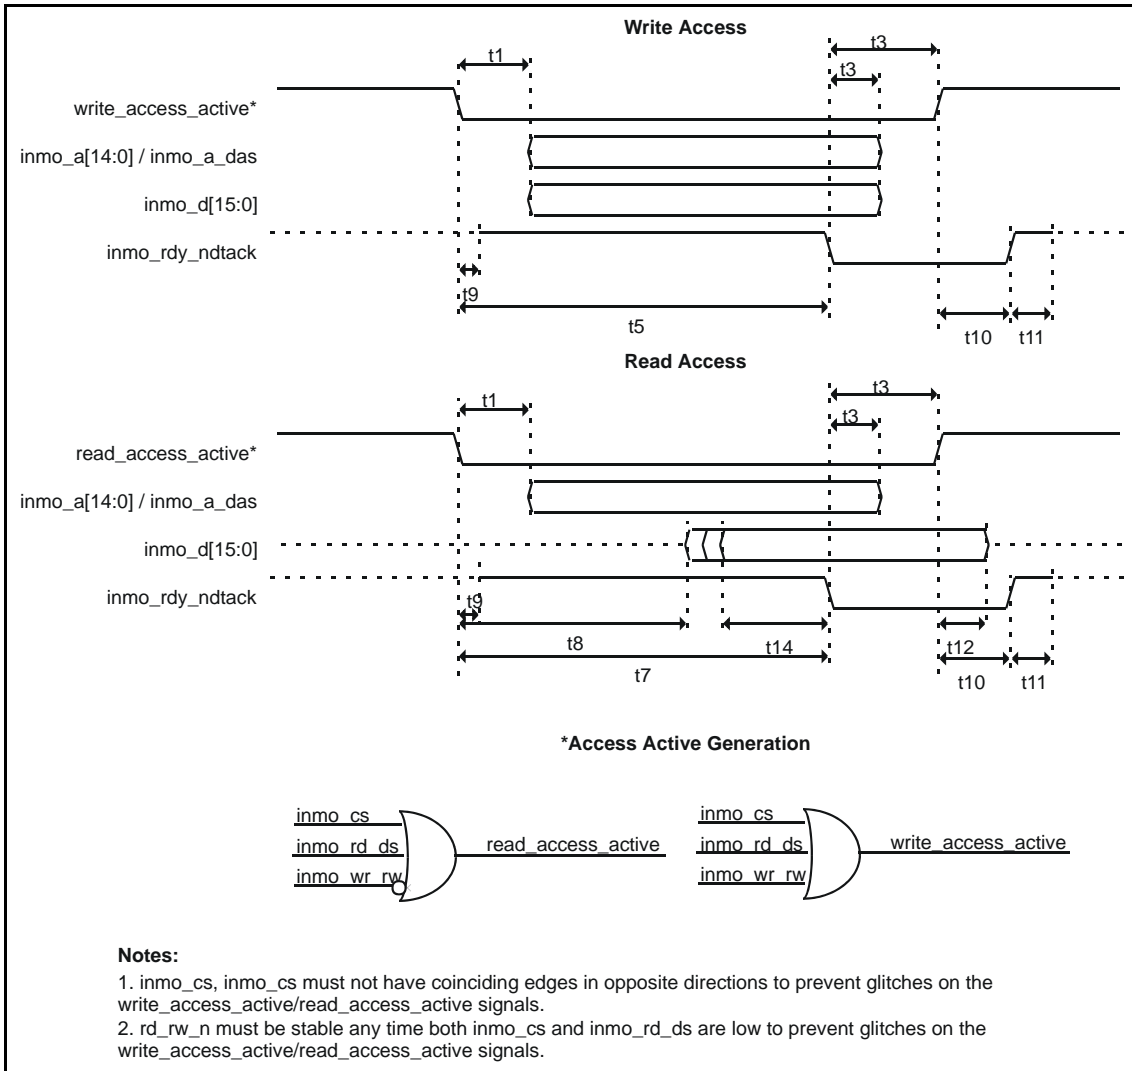 Write Access
t3
t1
t3
write_access_active*
inmo_a[14:0] / inmo_a_das
inmo_d[15:0]
inmo_rdy_ndtack
t9
t5
t10
t11
Read Access
t3
t1
t3
read_access_active*
inmo_a[14:0] / inmo_a_das
inmo_d[15:0]
inmo_rdy_ndtack
t9
t8
t14
t12
t7
t10
t11
*Access Active Generation
inmo_cs
inmo_rd_ds
inmo_wr_rw
read_access_active
inmo_cs
inmo_rd_ds
inmo_wr_rw
write_access_active
Notes:
1. inmo_cs, inmo_cs must not have coinciding edges in opposite directions to prevent glitches on the
write_access_active/read_access_active signals.
2. rd_rw_n must be stable any time both inmo_cs and inmo_rd_ds are low to prevent glitches on the
write_access_active/read_access_active signals.